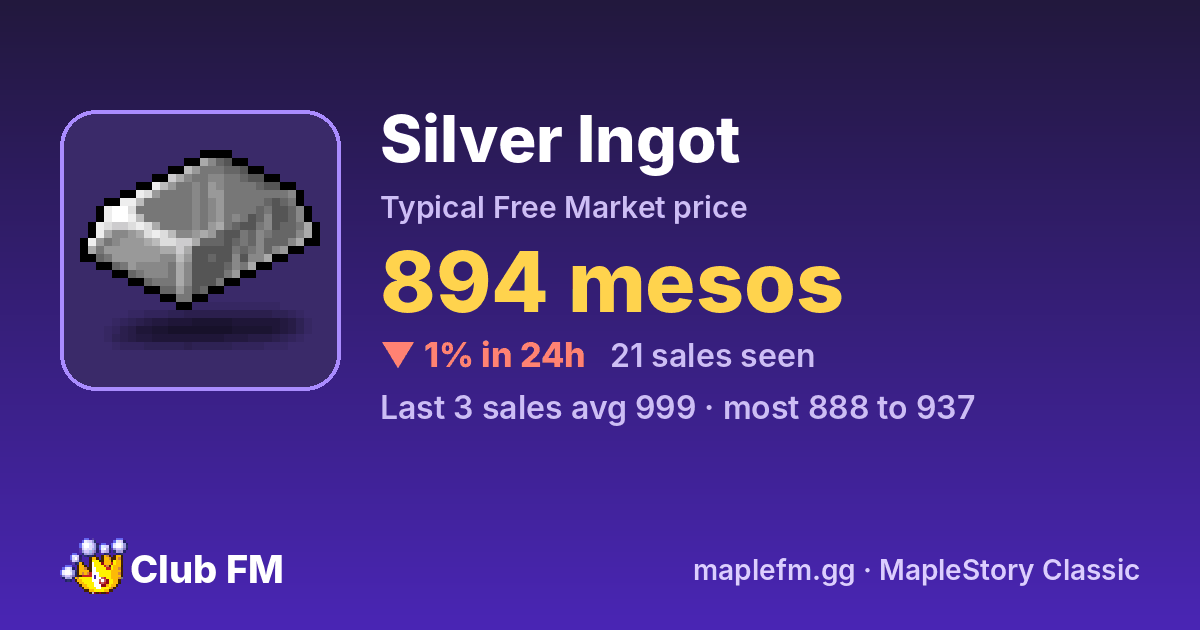 Silver Ingot
Typical Free Market price
894 mesos
▼ 1% in 24h 21 sales seen
Last 3 sales avg 999 · most 888 to 937
Club FM
maplefm.gg · MapleStory Classic